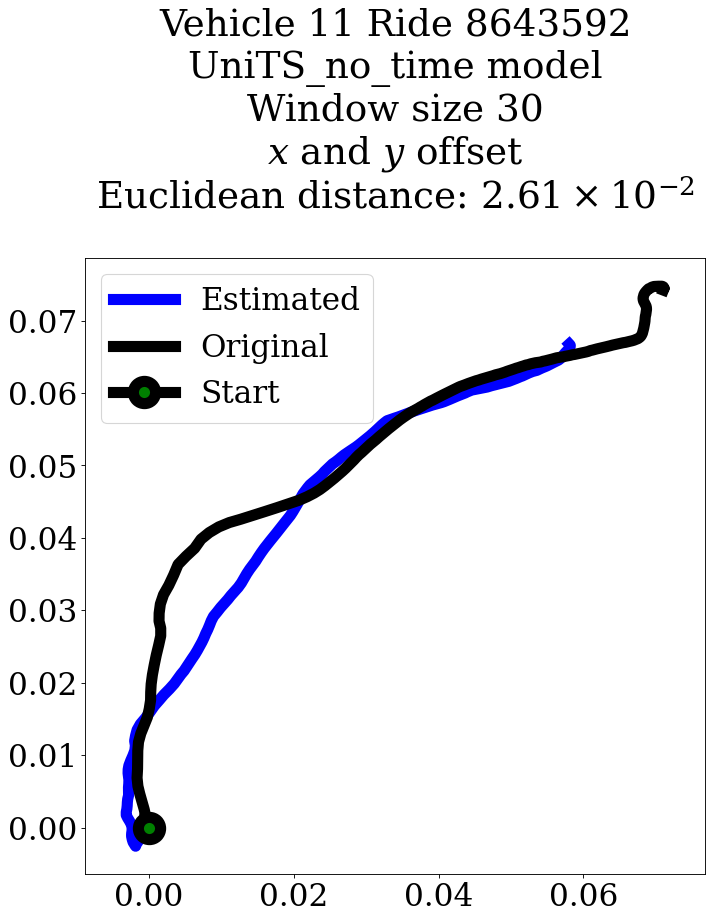 Vehicle 11 Ride 8643592
UniTS_no_time model
Window size 30
x and y offset
Euclidean distance: 2.61 × 10⁻²
Estimated
Original
Start
0.07
0.06
0.05
0.04
0.03
0.02
0.01
0.00
0.00 0.02 0.04 0.06